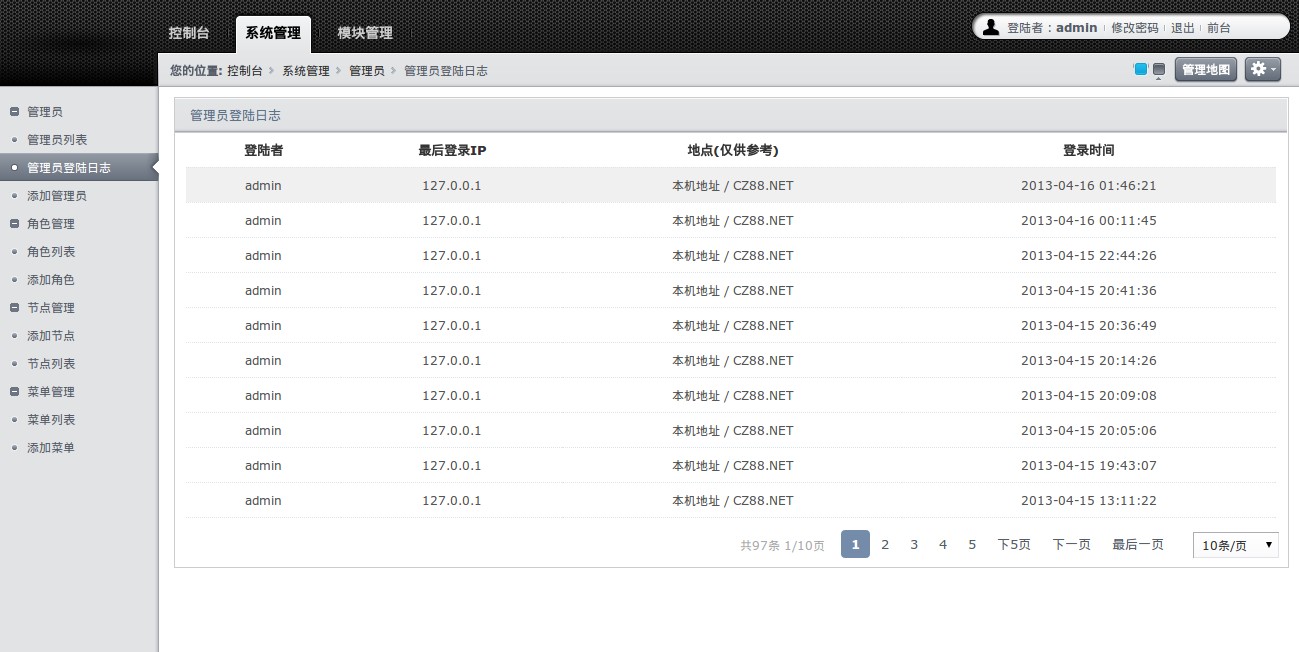 控制台 系统管理 模块管理
登陆者：admin 修改密码 退出 前台
您的位置: 控制台 系统管理 管理员 管理员登陆日志
管理地图
管理员
管理员列表
管理员登陆日志
添加管理员
角色管理
角色列表
添加角色
节点管理
添加节点
节点列表
菜单管理
菜单列表
添加菜单
管理员登陆日志
登陆者 最后登录IP 地点(仅供参考) 登录时间
admin 127.0.0.1 本机地址 / CZ88.NET 2013-04-16 01:46:21
admin 127.0.0.1 本机地址 / CZ88.NET 2013-04-16 00:11:45
admin 127.0.0.1 本机地址 / CZ88.NET 2013-04-15 22:44:26
admin 127.0.0.1 本机地址 / CZ88.NET 2013-04-15 20:41:36
admin 127.0.0.1 本机地址 / CZ88.NET 2013-04-15 20:36:49
admin 127.0.0.1 本机地址 / CZ88.NET 2013-04-15 20:14:26
admin 127.0.0.1 本机地址 / CZ88.NET 2013-04-15 20:09:08
admin 127.0.0.1 本机地址 / CZ88.NET 2013-04-15 20:05:06
admin 127.0.0.1 本机地址 / CZ88.NET 2013-04-15 19:43:07
admin 127.0.0.1 本机地址 / CZ88.NET 2013-04-15 13:11:22
共97条 1/10页 1 2 3 4 5 下5页 下一页 最后一页 10条/页